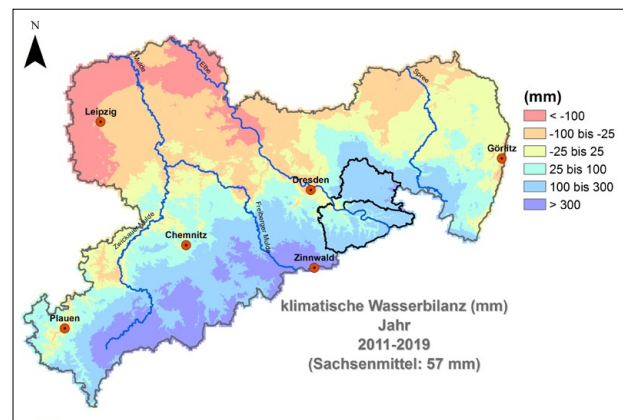 N
Mulde
Elbe
Spree
Leipzig
Görlitz
Dresden
Freiberger Mulde
Zwickauer Mulde
Chemnitz
Zinnwald
Plauen
(mm)
< -100
-100 bis -25
-25 bis 25
25 bis 100
100 bis 300
> 300
klimatische Wasserbilanz (mm)
Jahr
2011-2019
(Sachsenmittel: 57 mm)